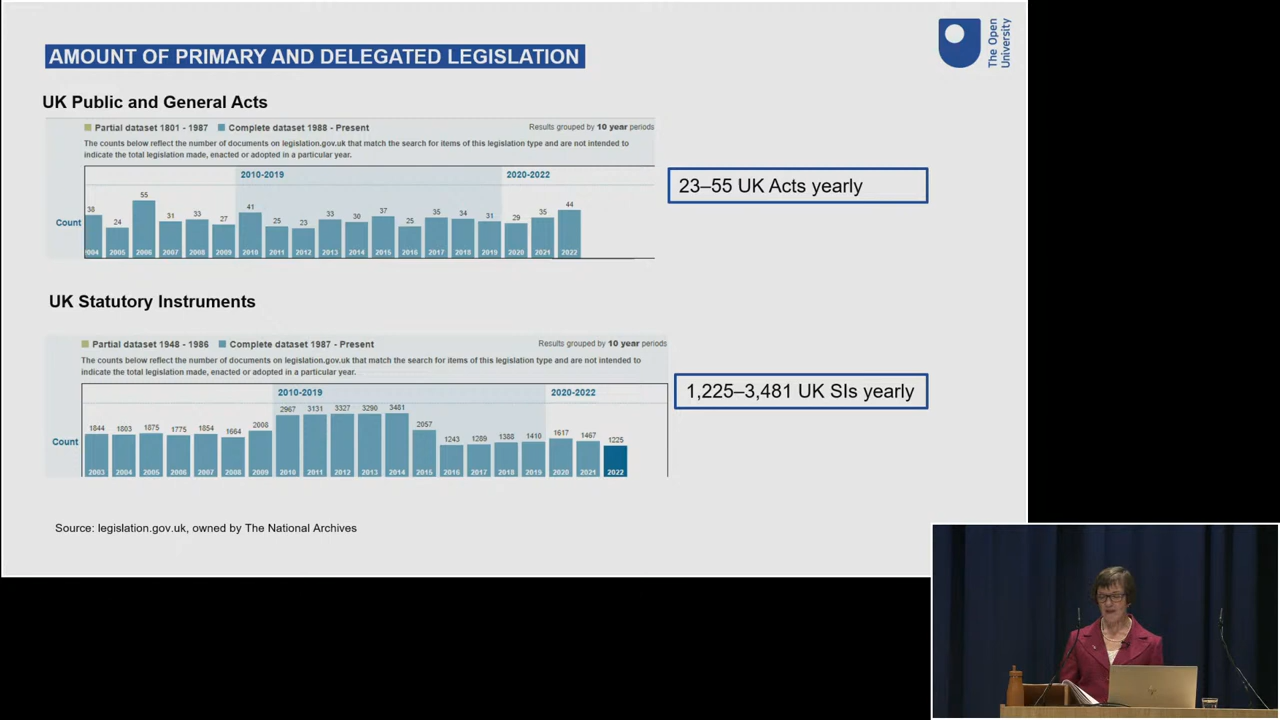 AMOUNT OF PRIMARY AND DELEGATED LEGISLATION
The Open
University
UK Public and General Acts
Partial dataset 1801 - 1987 Complete dataset 1988 - Present Results grouped by 10 year periods
The counts below reflect the number of documents on legislation.gov.uk that match the search for items of this legislation type and are not intended to
indicate the total legislation made, enacted or adopted in a particular year.
2010-2019 2020-2022
38 24 55 31 33 27 41 25 23 33 30 37 25 35 34 31 29 35 44
Count
2004 2005 2006 2007 2008 2009 2010 2011 2012 2013 2014 2015 2016 2017 2018 2019 2020 2021 2022
23–55 UK Acts yearly
UK Statutory Instruments
Partial dataset 1948 - 1986 Complete dataset 1987 - Present Results grouped by 10 year periods
The counts below reflect the number of documents on legislation.gov.uk that match the search for items of this legislation type and are not intended to
indicate the total legislation made, enacted or adopted in a particular year.
2010-2019 2020-2022
1844 1803 1875 1775 1854 1664 2008 2967 3131 3327 3290 3481 2057 1243 1289 1388 1410 1617 1467 1225
Count
2003 2004 2005 2006 2007 2008 2009 2010 2011 2012 2013 2014 2015 2016 2017 2018 2019 2020 2021 2022
1,225–3,481 UK SIs yearly
Source: legislation.gov.uk, owned by The National Archives